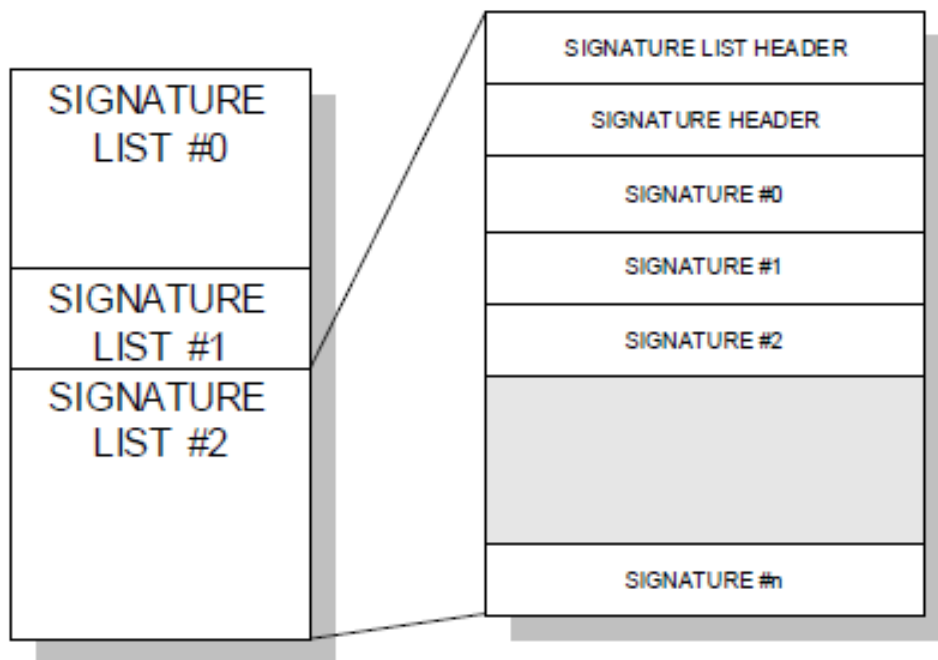 SIGNATURE
LIST #0
SIGNATURE
LIST #1
SIGNATURE
LIST #2
SIGNATURE LIST HEADER
SIGNATURE HEADER
SIGNATURE #0
SIGNATURE #1
SIGNATURE #2
SIGNATURE #n